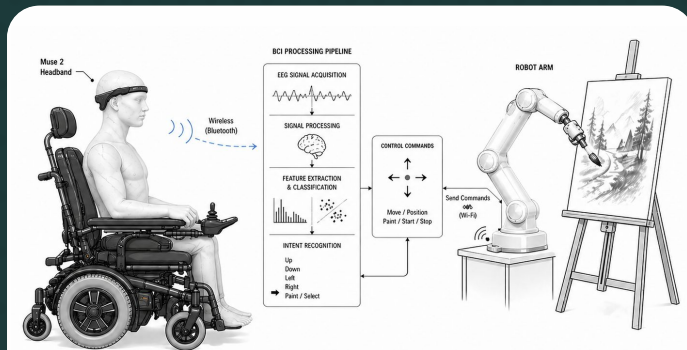 Muse 2
Headband
Wireless
(Bluetooth)
BCI PROCESSING PIPELINE
EEG SIGNAL ACQUISITION
SIGNAL PROCESSING
FEATURE EXTRACTION
& CLASSIFICATION
INTENT RECOGNITION
Up
Down
Left
Right
Paint / Select
CONTROL COMMANDS
Move / Position
Paint / Start / Stop
ROBOT ARM
Send Commands
(Wi-Fi)